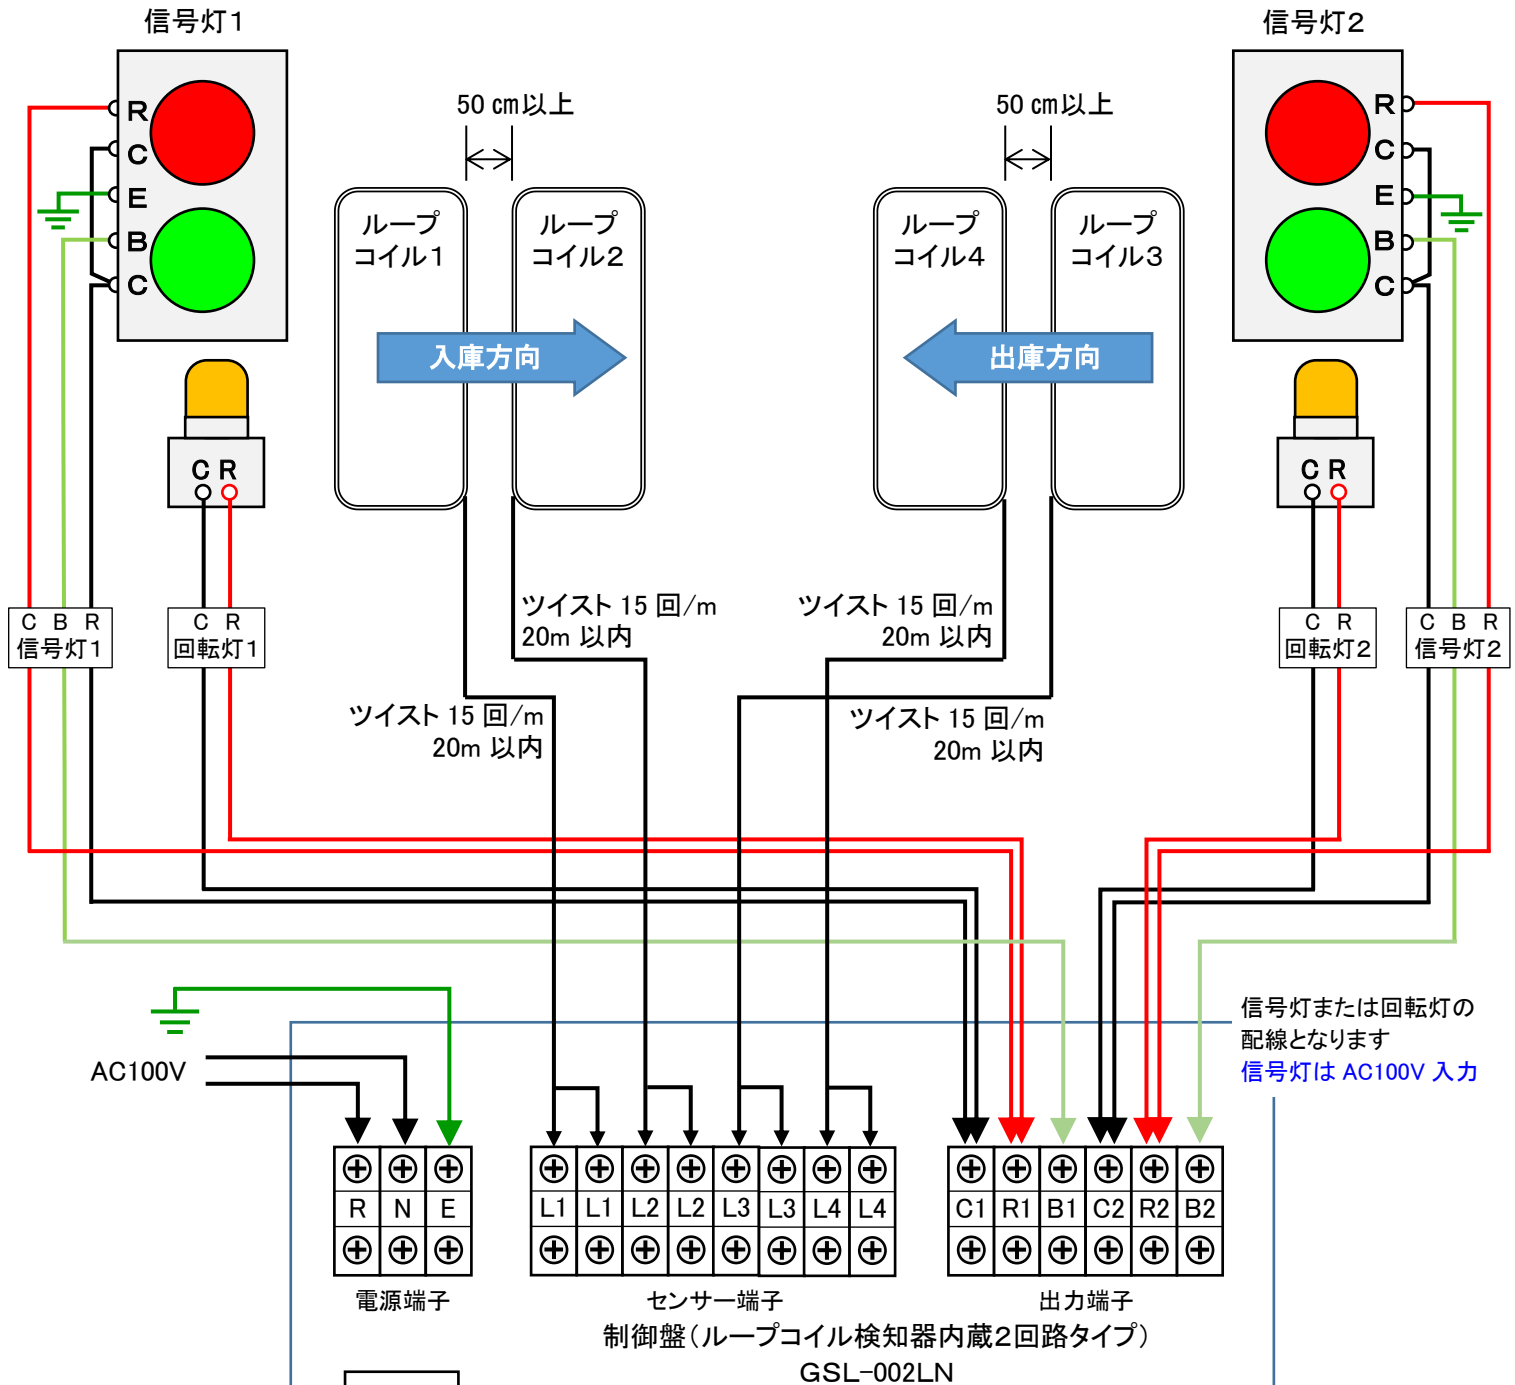 信号灯1
信号灯2
50 ㎝以上
50 ㎝以上
R
C
E
B
C
R
C
E
B
C
ループ
コイル1
ループ
コイル2
ループ
コイル4
ループ
コイル3
入庫方向
出庫方向
C R
C R
ツイスト 15 回/m
20m 以内
ツイスト 15 回/m
20m 以内
C B R
信号灯1
C R
回転灯1
C R
回転灯2
C B R
信号灯2
ツイスト 15 回/m
20m 以内
ツイスト 15 回/m
20m 以内
信号灯または回転灯の
配線となります
信号灯は AC100V 入力
AC100V
R N E
L1 L1 L2 L2 L3 L3 L4 L4
C1 R1 B1 C2 R2 B2
電源端子
センサー端子
出力端子
制御盤(ループコイル検知器内蔵2回路タイプ)
GSL-002LN